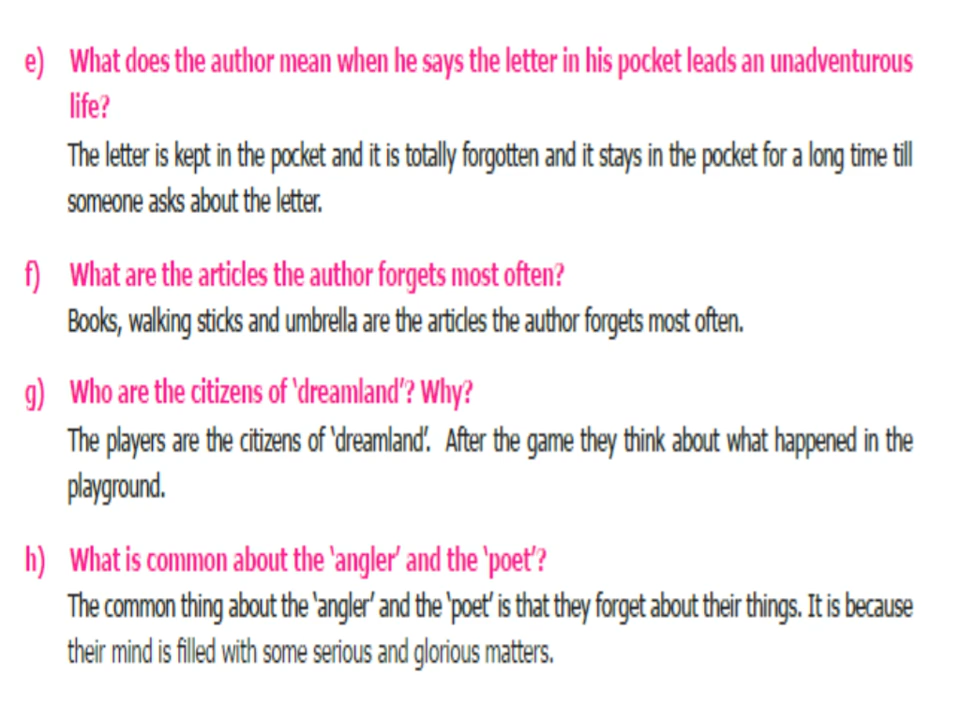 e) What does the author mean when he says the letter in his pocket leads an unadventurous
life?
The letter is kept in the pocket and it is totally forgotten and it stays in the pocket for a long time till
someone asks about the letter.
f) What are the articles the author forgets most often?
Books, walking sticks and umbrella are the articles the author forgets most often.
g) Who are the citizens of 'dreamland'? Why?
The players are the citizens of 'dreamland'. After the game they think about what happened in the
playground.
h) What is common about the 'angler' and the 'poet'?
The common thing about the 'angler' and the 'poet' is that they forget about their things. It is because
their mind is filled with some serious and glorious matters.